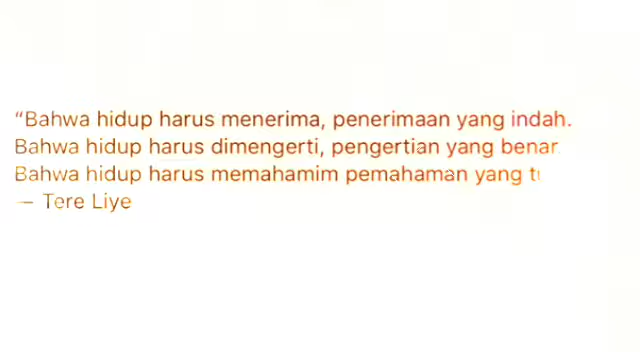 “Bahwa hidup harus menerima, penerimaan yang indah.
Bahwa hidup harus dimengerti, pengertian yang benar
Bahwa hidup harus memahamim pemahaman yang
— Tere Liye